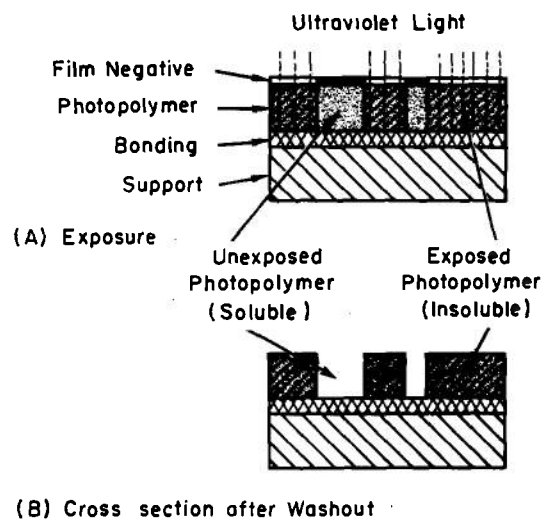 Ultraviolet Light
Film Negative
Photopolymer
Bonding
Support
(A) Exposure
Unexposed
Photopolymer
(Soluble)
Exposed
Photopolymer
(Insoluble)
(B) Cross section after Washout